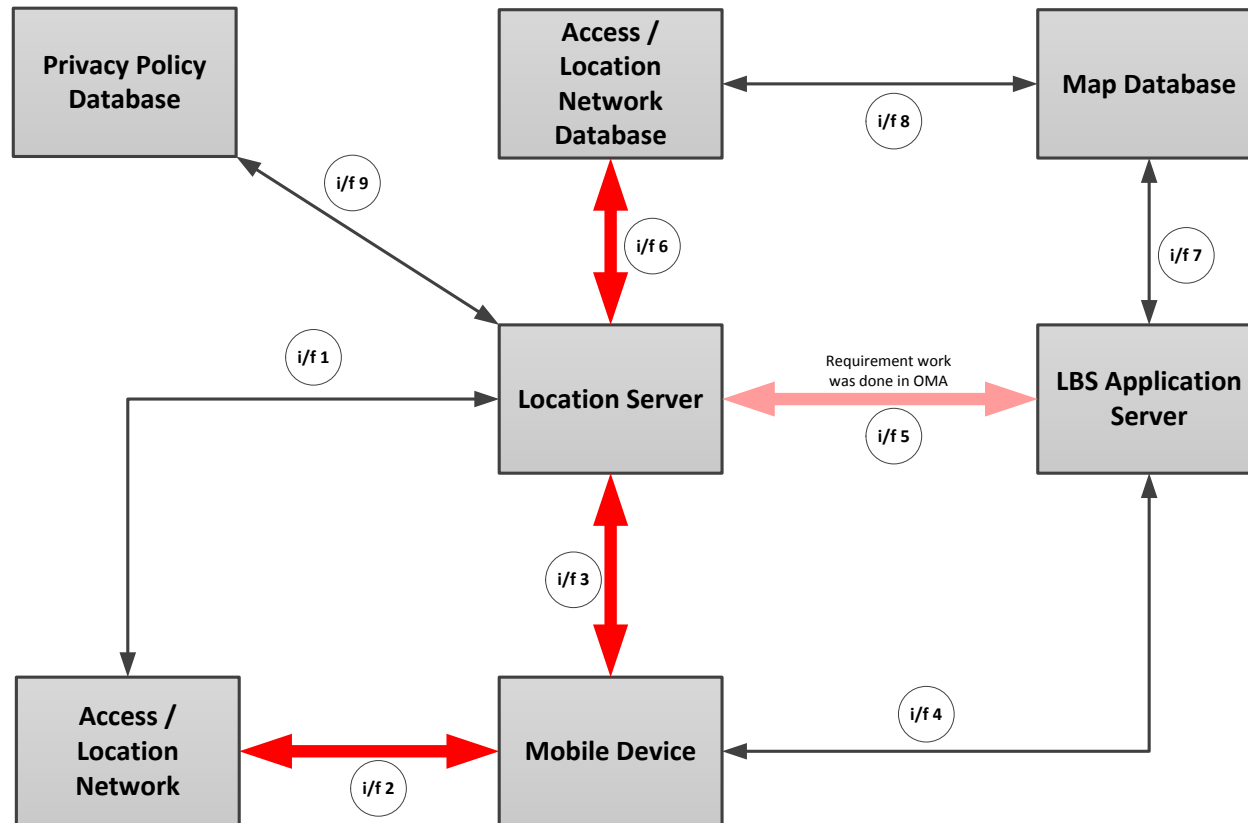 Privacy Policy
Database
Access /
Location
Network
Database
Map Database
i/f 8
i/f 9
i/f 6
i/f 7
i/f 1
Location Server
Requirement work
was done in OMA
i/f 5
LBS Application
Server
i/f 3
i/f 4
Access /
Location
Network
i/f 2
Mobile Device